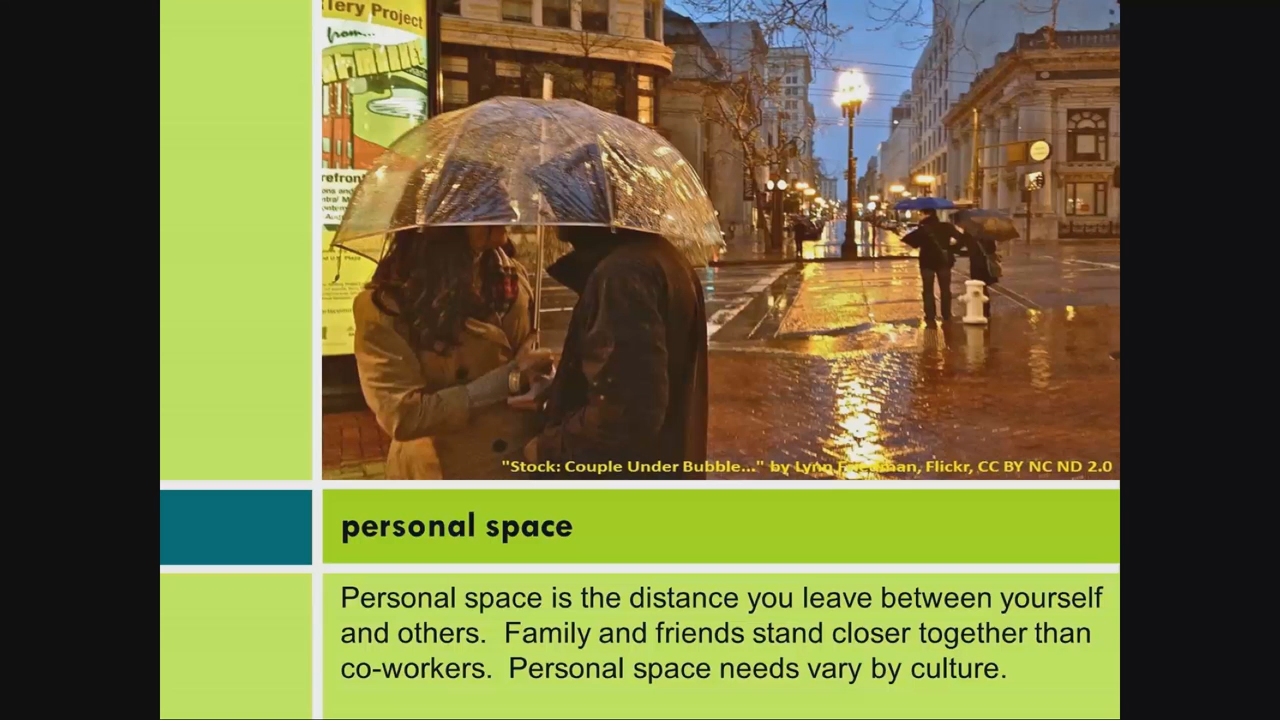 Tery Project
from...
refront
"Stock: Couple Under Bubble..." by Lynn Friedman, Flickr, CC BY NC ND 2.0
personal space
Personal space is the distance you leave between yourself
and others. Family and friends stand closer together than
co-workers. Personal space needs vary by culture.